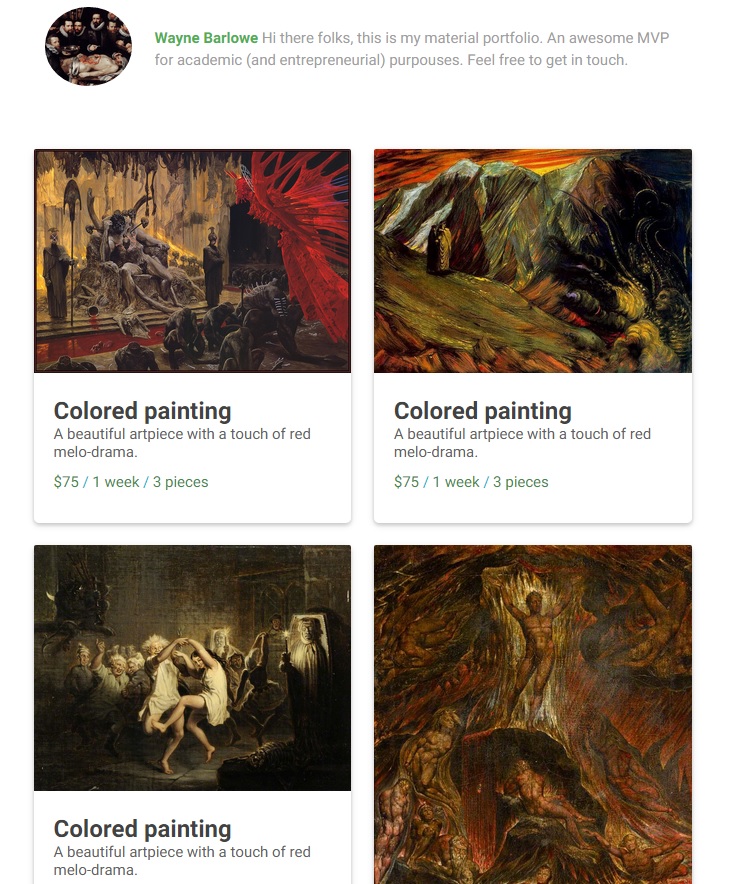 Wayne Barlowe Hi there folks, this is my material portfolio. An awesome MVP
for academic (and entrepreneurial) purpouses. Feel free to get in touch.
Colored painting
A beautiful artpiece with a touch of red
melo-drama.
$75 / 1 week / 3 pieces
Colored painting
A beautiful artpiece with a touch of red
melo-drama.
$75 / 1 week / 3 pieces
Colored painting
A beautiful artpiece with a touch of red
melo-drama.